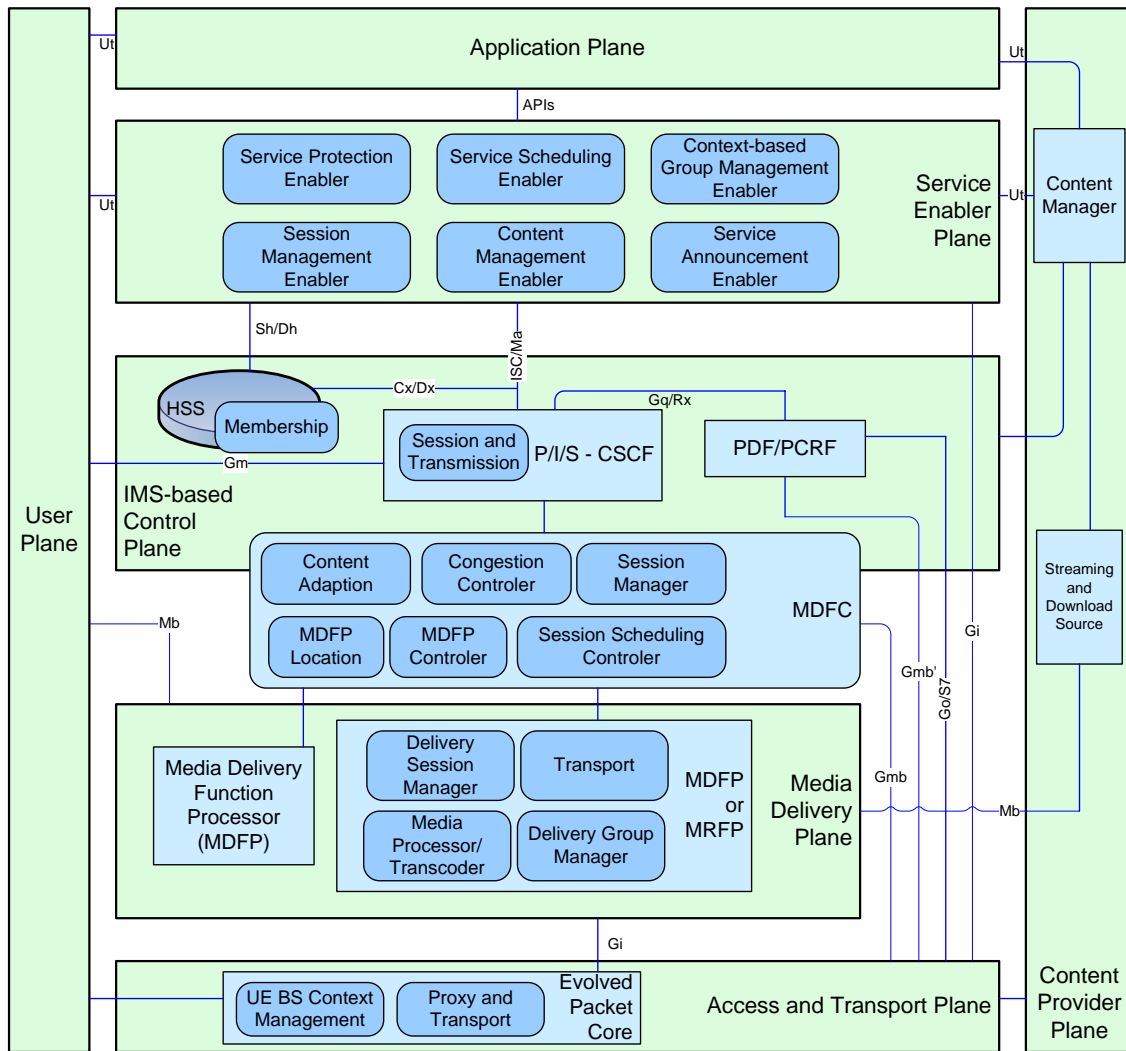 Application Plane
Ut
Ut
APIs
Service Protection
Enabler
Service Scheduling
Enabler
Context-based
Group Management
Enabler
Session
Management
Enabler
Content
Management
Enabler
Service
Announcement
Enabler
Service
Enabler
Plane
Ut
Ut
Content
Manager
Sh/Dh
ISC/Ma
Cx/Dx
Gq/Rx
HSS
Membership
Session and
Transmission
P/I/S - CSCF
PDF/PCRF
Gm
IMS-based
Control
Plane
User
Plane
Content
Adaption
Congestion
Controler
Session
Manager
MDFP
Location
MDFP
Controler
Session Scheduling
Controler
MDFC
Streaming
and
Download
Source
Mb
Gi
Gmb'
Go/S7
Gmb
Media Delivery
Function
Processor
(MDFP)
Delivery
Session
Manager
Transport
Media
Processor/
Transcoder
Delivery Group
Manager
MDFP
or
MRFP
Media
Delivery
Plane
Mb
Gi
UE BS Context
Management
Proxy and
Transport
Evolved
Packet
Core
Access and Transport Plane
Content
Provider
Plane